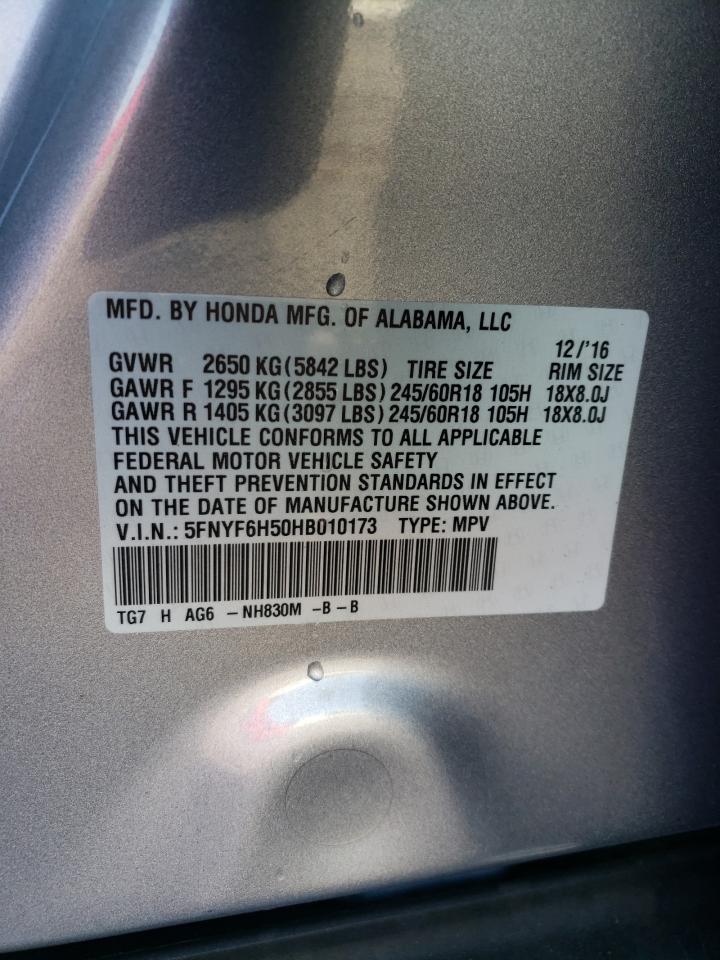 MFD. BY HONDA MFG. OF ALABAMA, LLC
12/'16
GVWR 2650 KG(5842 LBS) TIRE SIZE RIM SIZE
GAWR F 1295 KG(2855 LBS)245/60R18 105H 18X8.0J
GAWR R 1405 KG(3097 LBS)245/60R18 105H 18X8.0J
THIS VEHICLE CONFORMS TO ALL APPLICABLE
FEDERAL MOTOR VEHICLE SAFETY
AND THEFT PREVENTION STANDARDS IN EFFECT
ON THE DATE OF MANUFACTURE SHOWN ABOVE.
V.I.N.: 5FNYF6H50HB010173 TYPE: MPV
TG7 H AG6 -NH830M -B-B